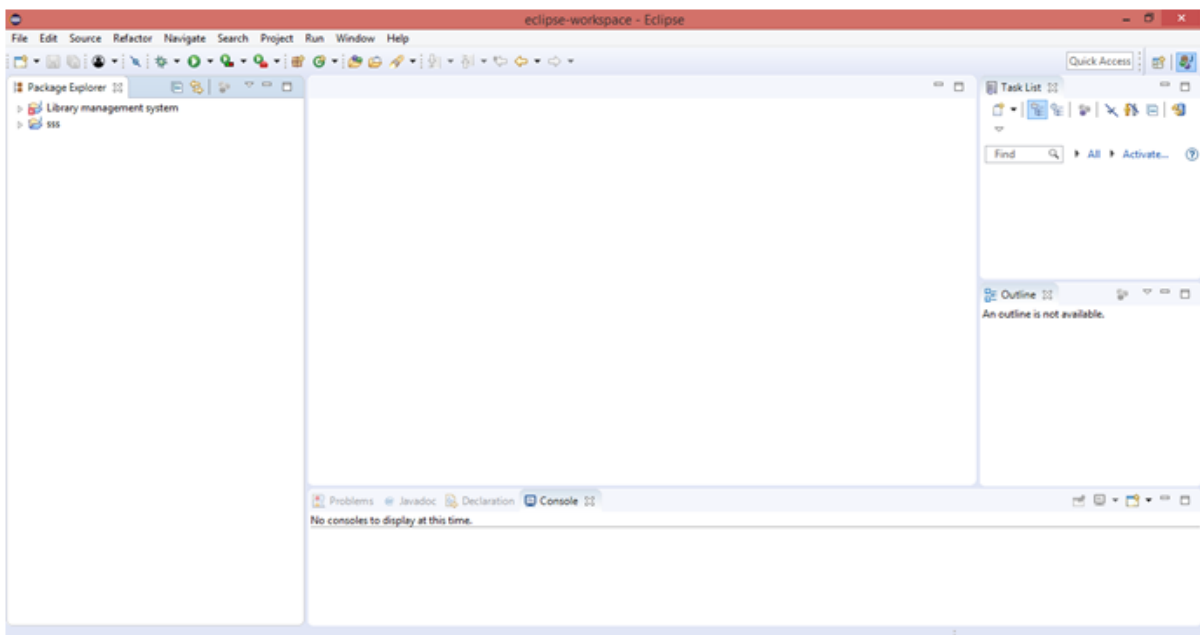 eclipse-workspace - Eclipse
File Edit Source Refactor Navigate Search Project Run Window Help
Quick Access
Package Explorer
Library management system
sss
Task List
Find All Activate...
Outline
An outline is not available.
Problems Javadoc Declaration Console
No consoles to display at this time.